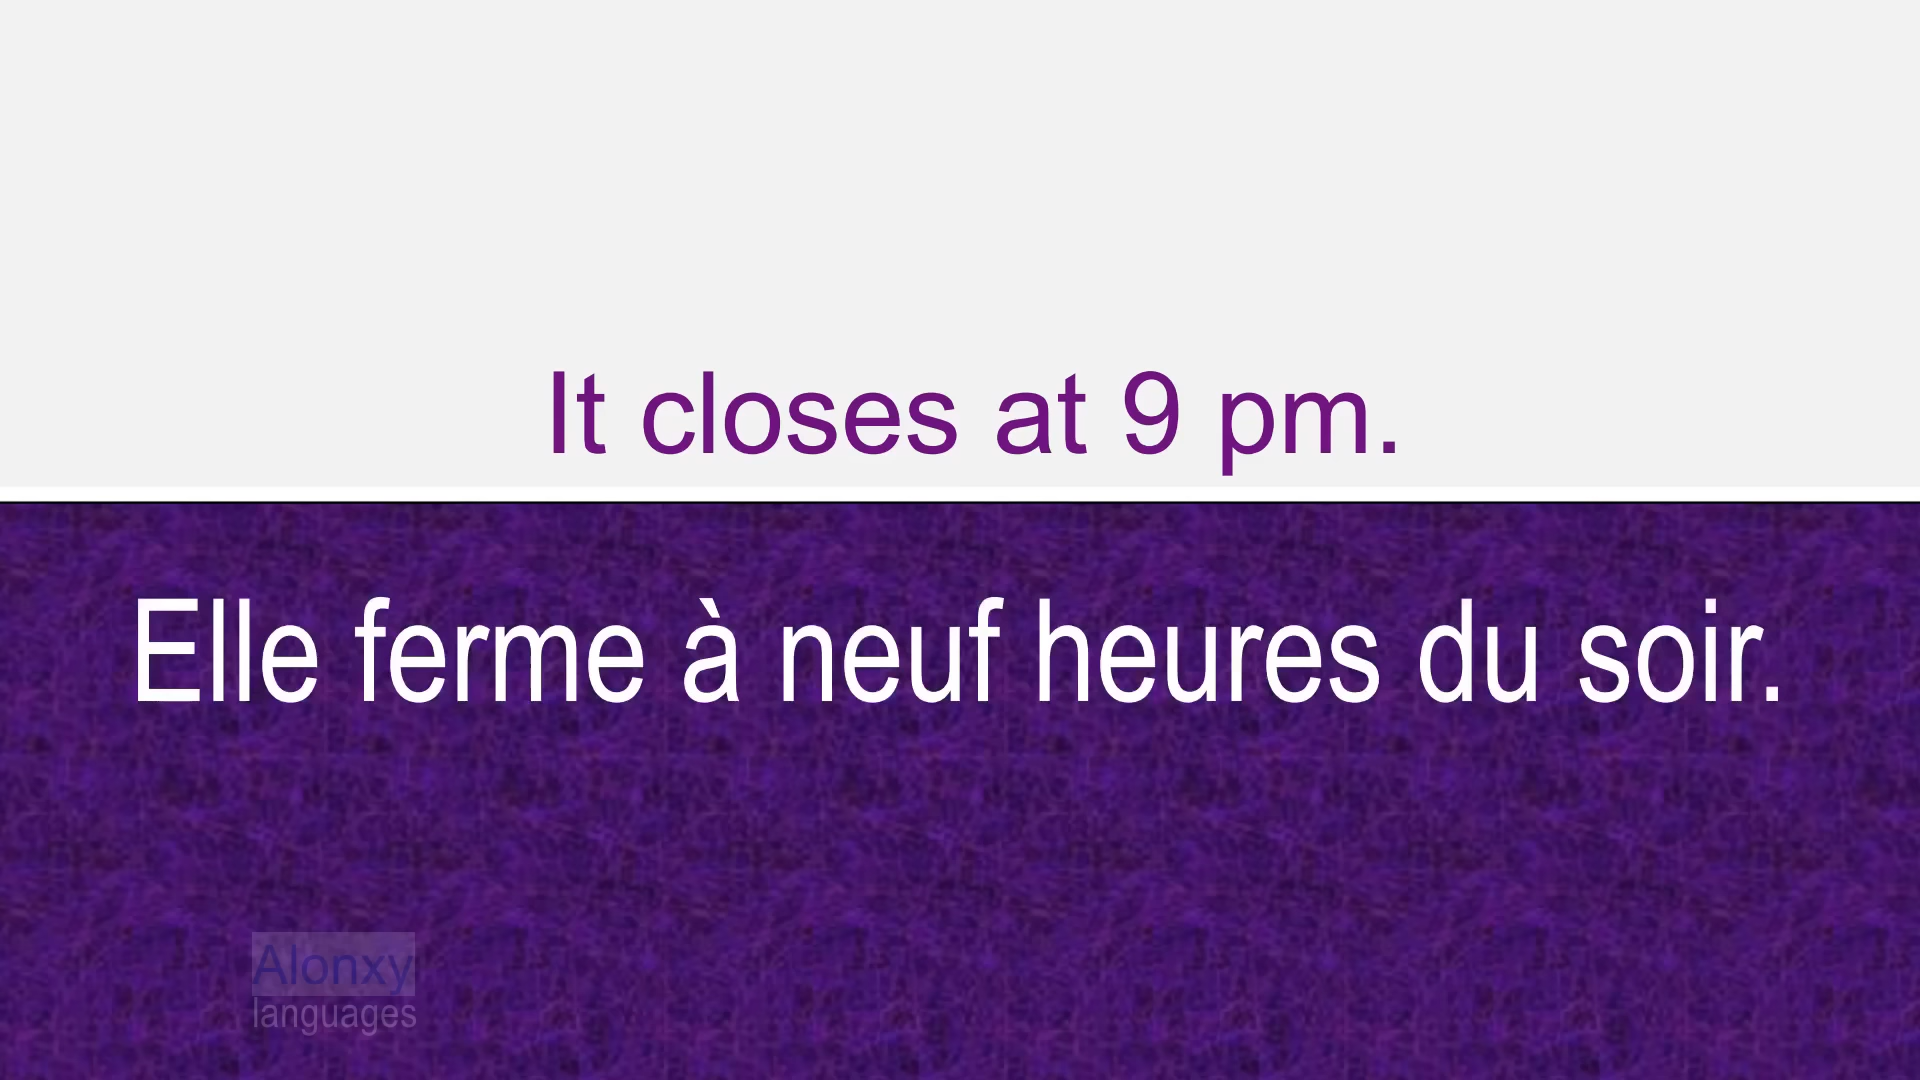 It closes at 9 pm.
Elle ferme à neuf heures du soir.
Alonxy
languages